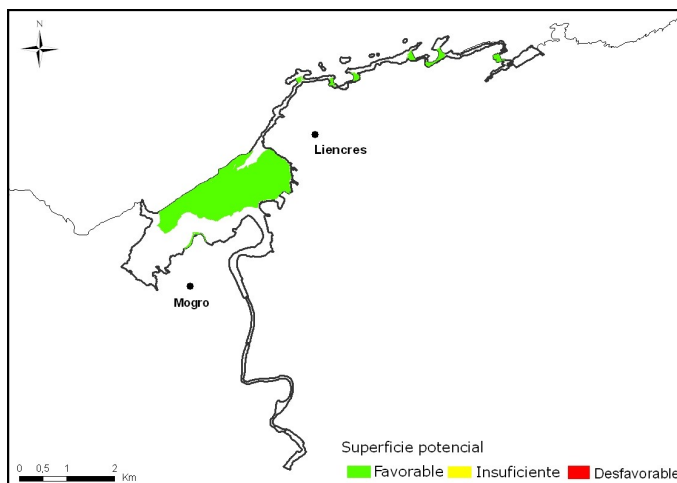 N
Liencres
Mogro
Superficie potencial
Favorable Insuficiente Desfavorable
0 0,5 1 2
Km